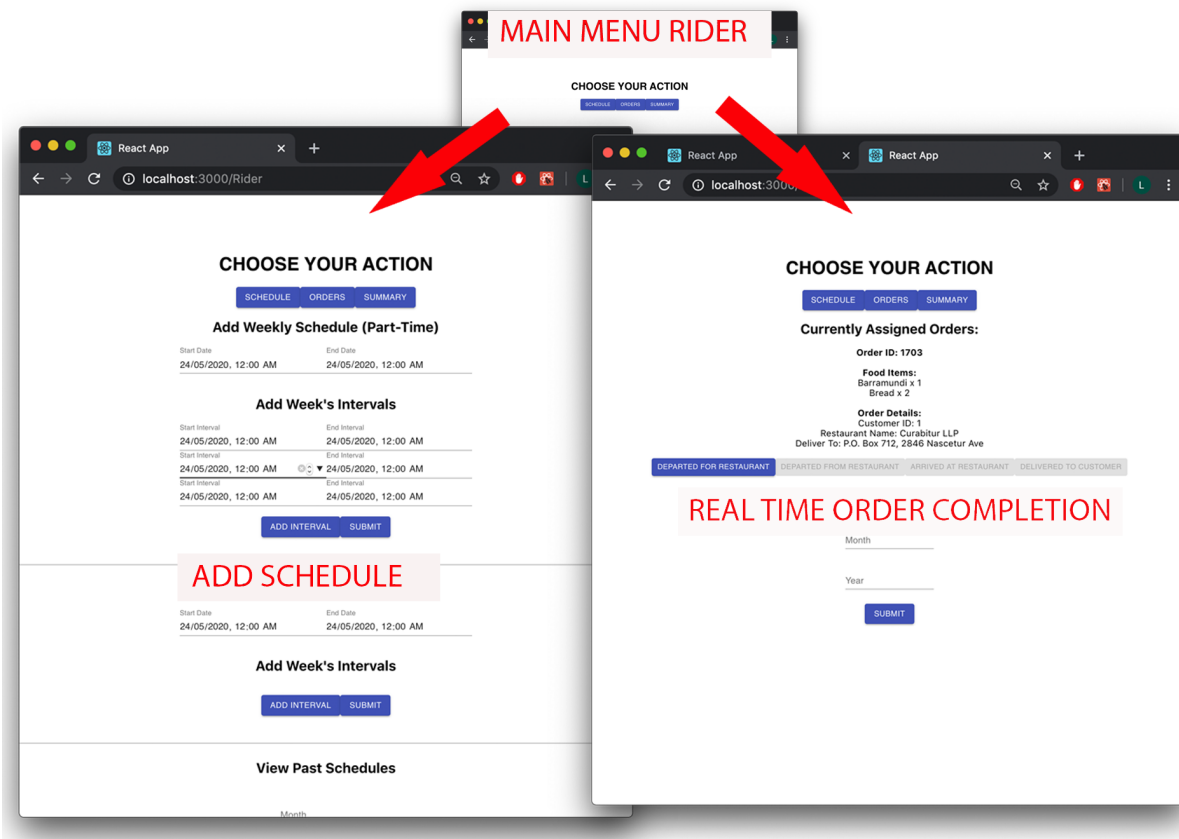 MAIN MENU RIDER
CHOOSE YOUR ACTION
SCHEDULE ORDERS SUMMARY
React App
localhost:3000/Rider
L
CHOOSE YOUR ACTION
SCHEDULE ORDERS SUMMARY
Add Weekly Schedule (Part-Time)
Start Date End Date
24/05/2020, 12:00 AM 24/05/2020, 12:00 AM
Add Week's Intervals
Start Interval End Interval
24/05/2020, 12:00 AM 24/05/2020, 12:00 AM
Start Interval End Interval
24/05/2020, 12:00 AM 24/05/2020, 12:00 AM
Start Interval End Interval
24/05/2020, 12:00 AM 24/05/2020, 12:00 AM
ADD INTERVAL SUBMIT
ADD SCHEDULE
Start Date End Date
24/05/2020, 12:00 AM 24/05/2020, 12:00 AM
Add Week's Intervals
ADD INTERVAL SUBMIT
View Past Schedules
Month
React App React App
localhost:3000/
L
CHOOSE YOUR ACTION
SCHEDULE ORDERS SUMMARY
Currently Assigned Orders:
Order ID: 1703
Food Items:
Barramundi x 1
Bread x 2
Order Details:
Customer ID: 1
Restaurant Name: Curabitur LLP
Deliver To: P.O. Box 712, 2846 Nascetur Ave
DEPARTED FOR RESTAURANT DEPARTED FROM RESTAURANT ARRIVED AT RESTAURANT DELIVERED TO CUSTOMER
REAL TIME ORDER COMPLETION
Month
Year
SUBMIT